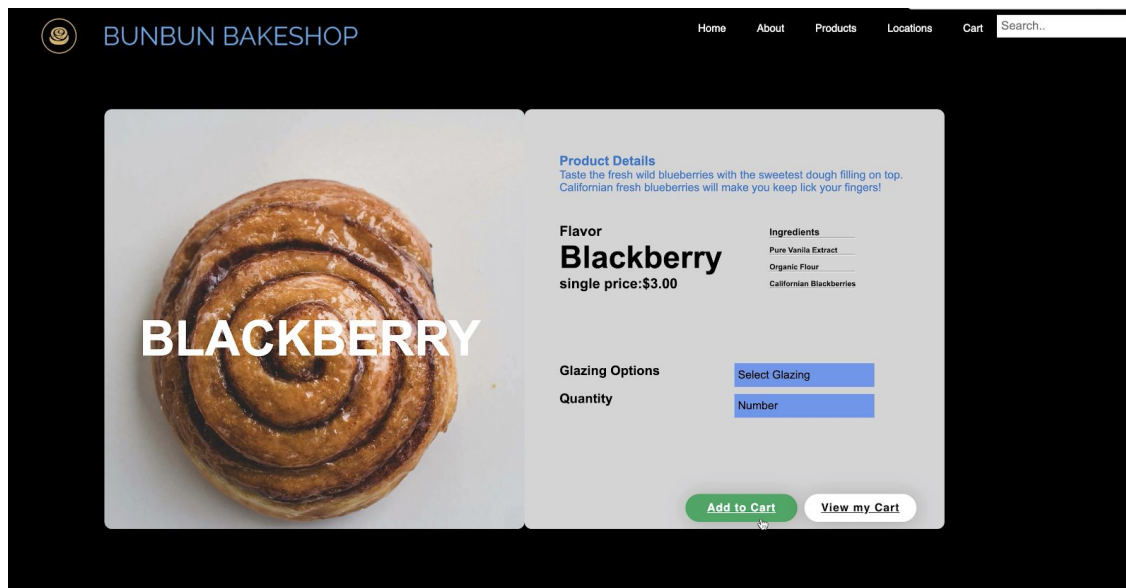 BUNBUN BAKESHOP
Home About Products Locations Cart Search..
BLACKBERRY
Product Details
Taste the fresh wild blueberries with the sweetest dough filling on top.
Californian fresh blueberries will make you keep lick your fingers!
Flavor
Blackberry
single price:$3.00
Ingredients
Pure Vanila Extract
Organic Flour
Californian Blackberries
Glazing Options Select Glazing
Quantity Number
Add to Cart View my Cart